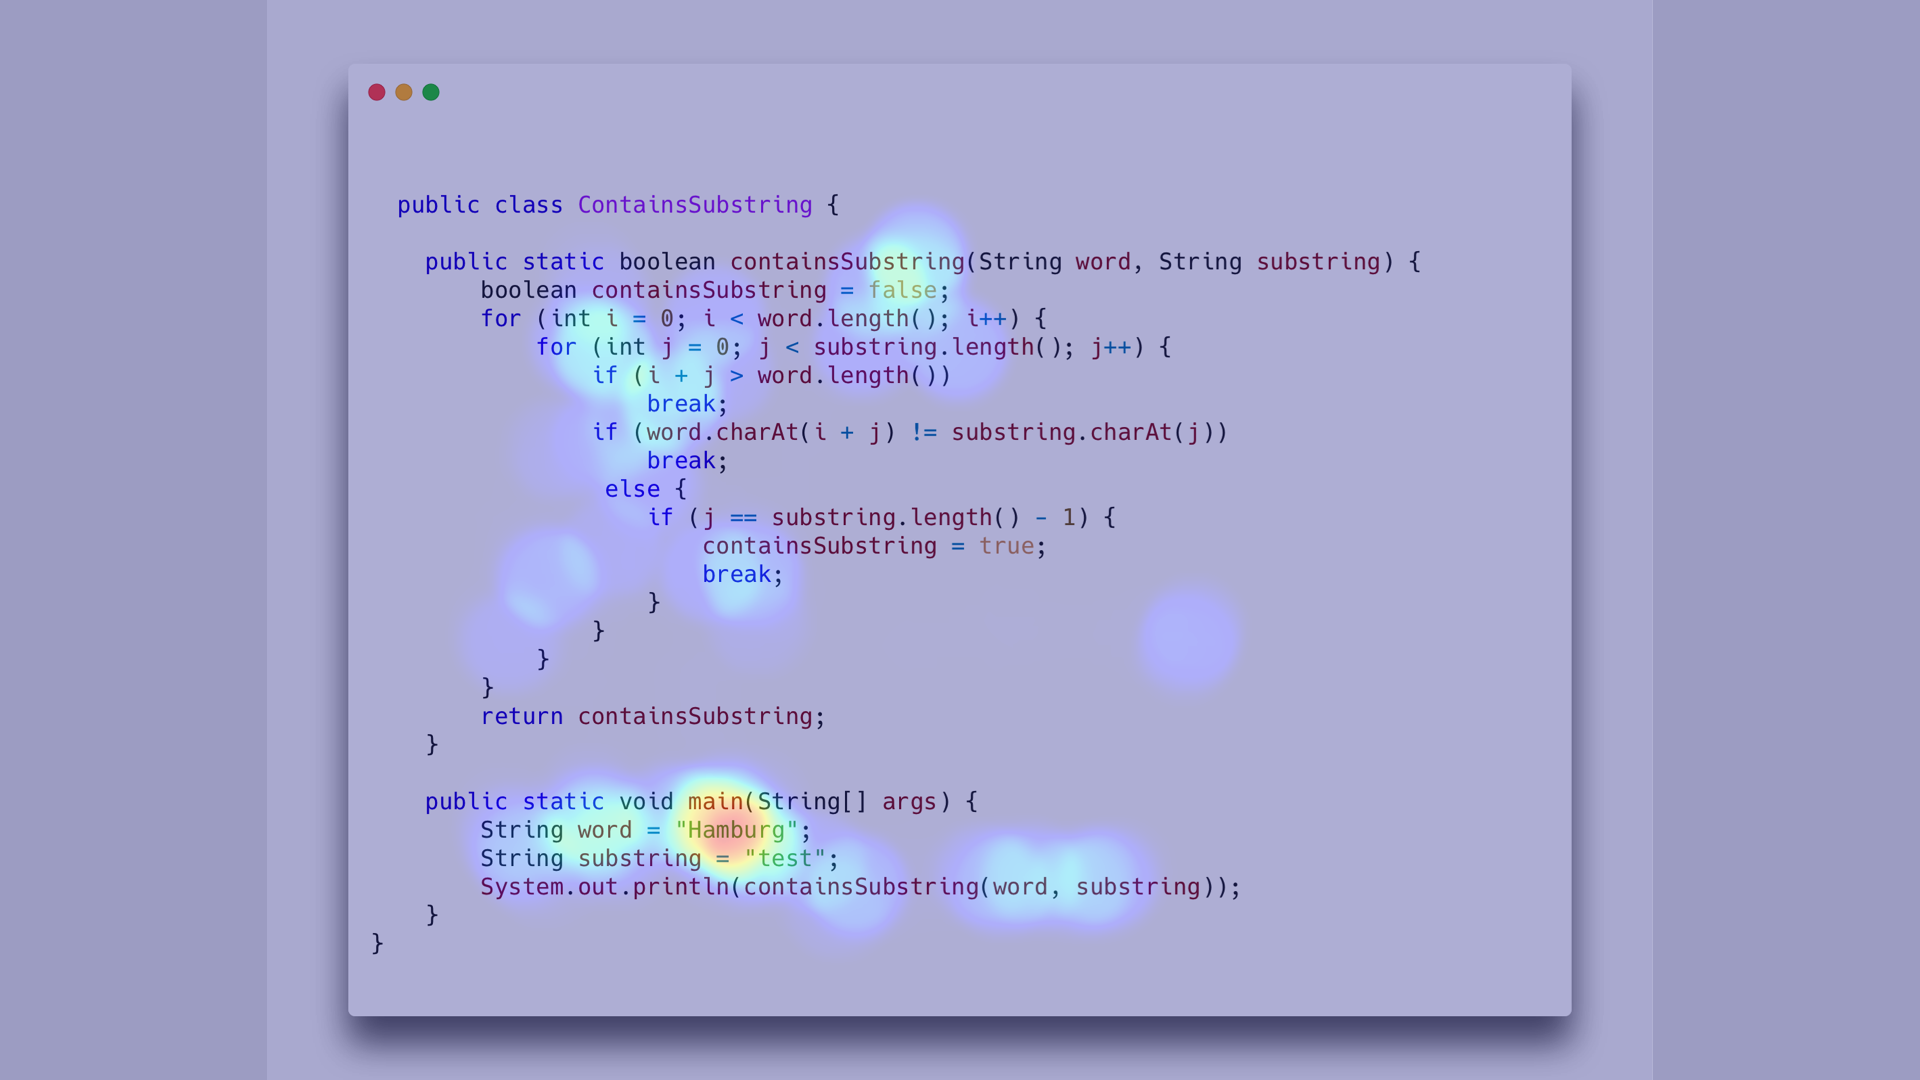 public class ContainsSubstring {
public static boolean containsSubstring(String word, String substring) {
boolean containsSubstring = false;
for (int i = 0; i < word.length(); i++) {
for (int j = 0; j < substring.length(); j++) {
if (i + j > word.length())
break;
if (word.charAt(i + j) != substring.charAt(j))
break;
else {
if (j == substring.length() - 1) {
containsSubstring = true;
break;
}
}
}
}
return containsSubstring;
}
public static void main(String[] args) {
String word = "Hamburg";
String substring = "test";
System.out.println(containsSubstring(word, substring));
}
}